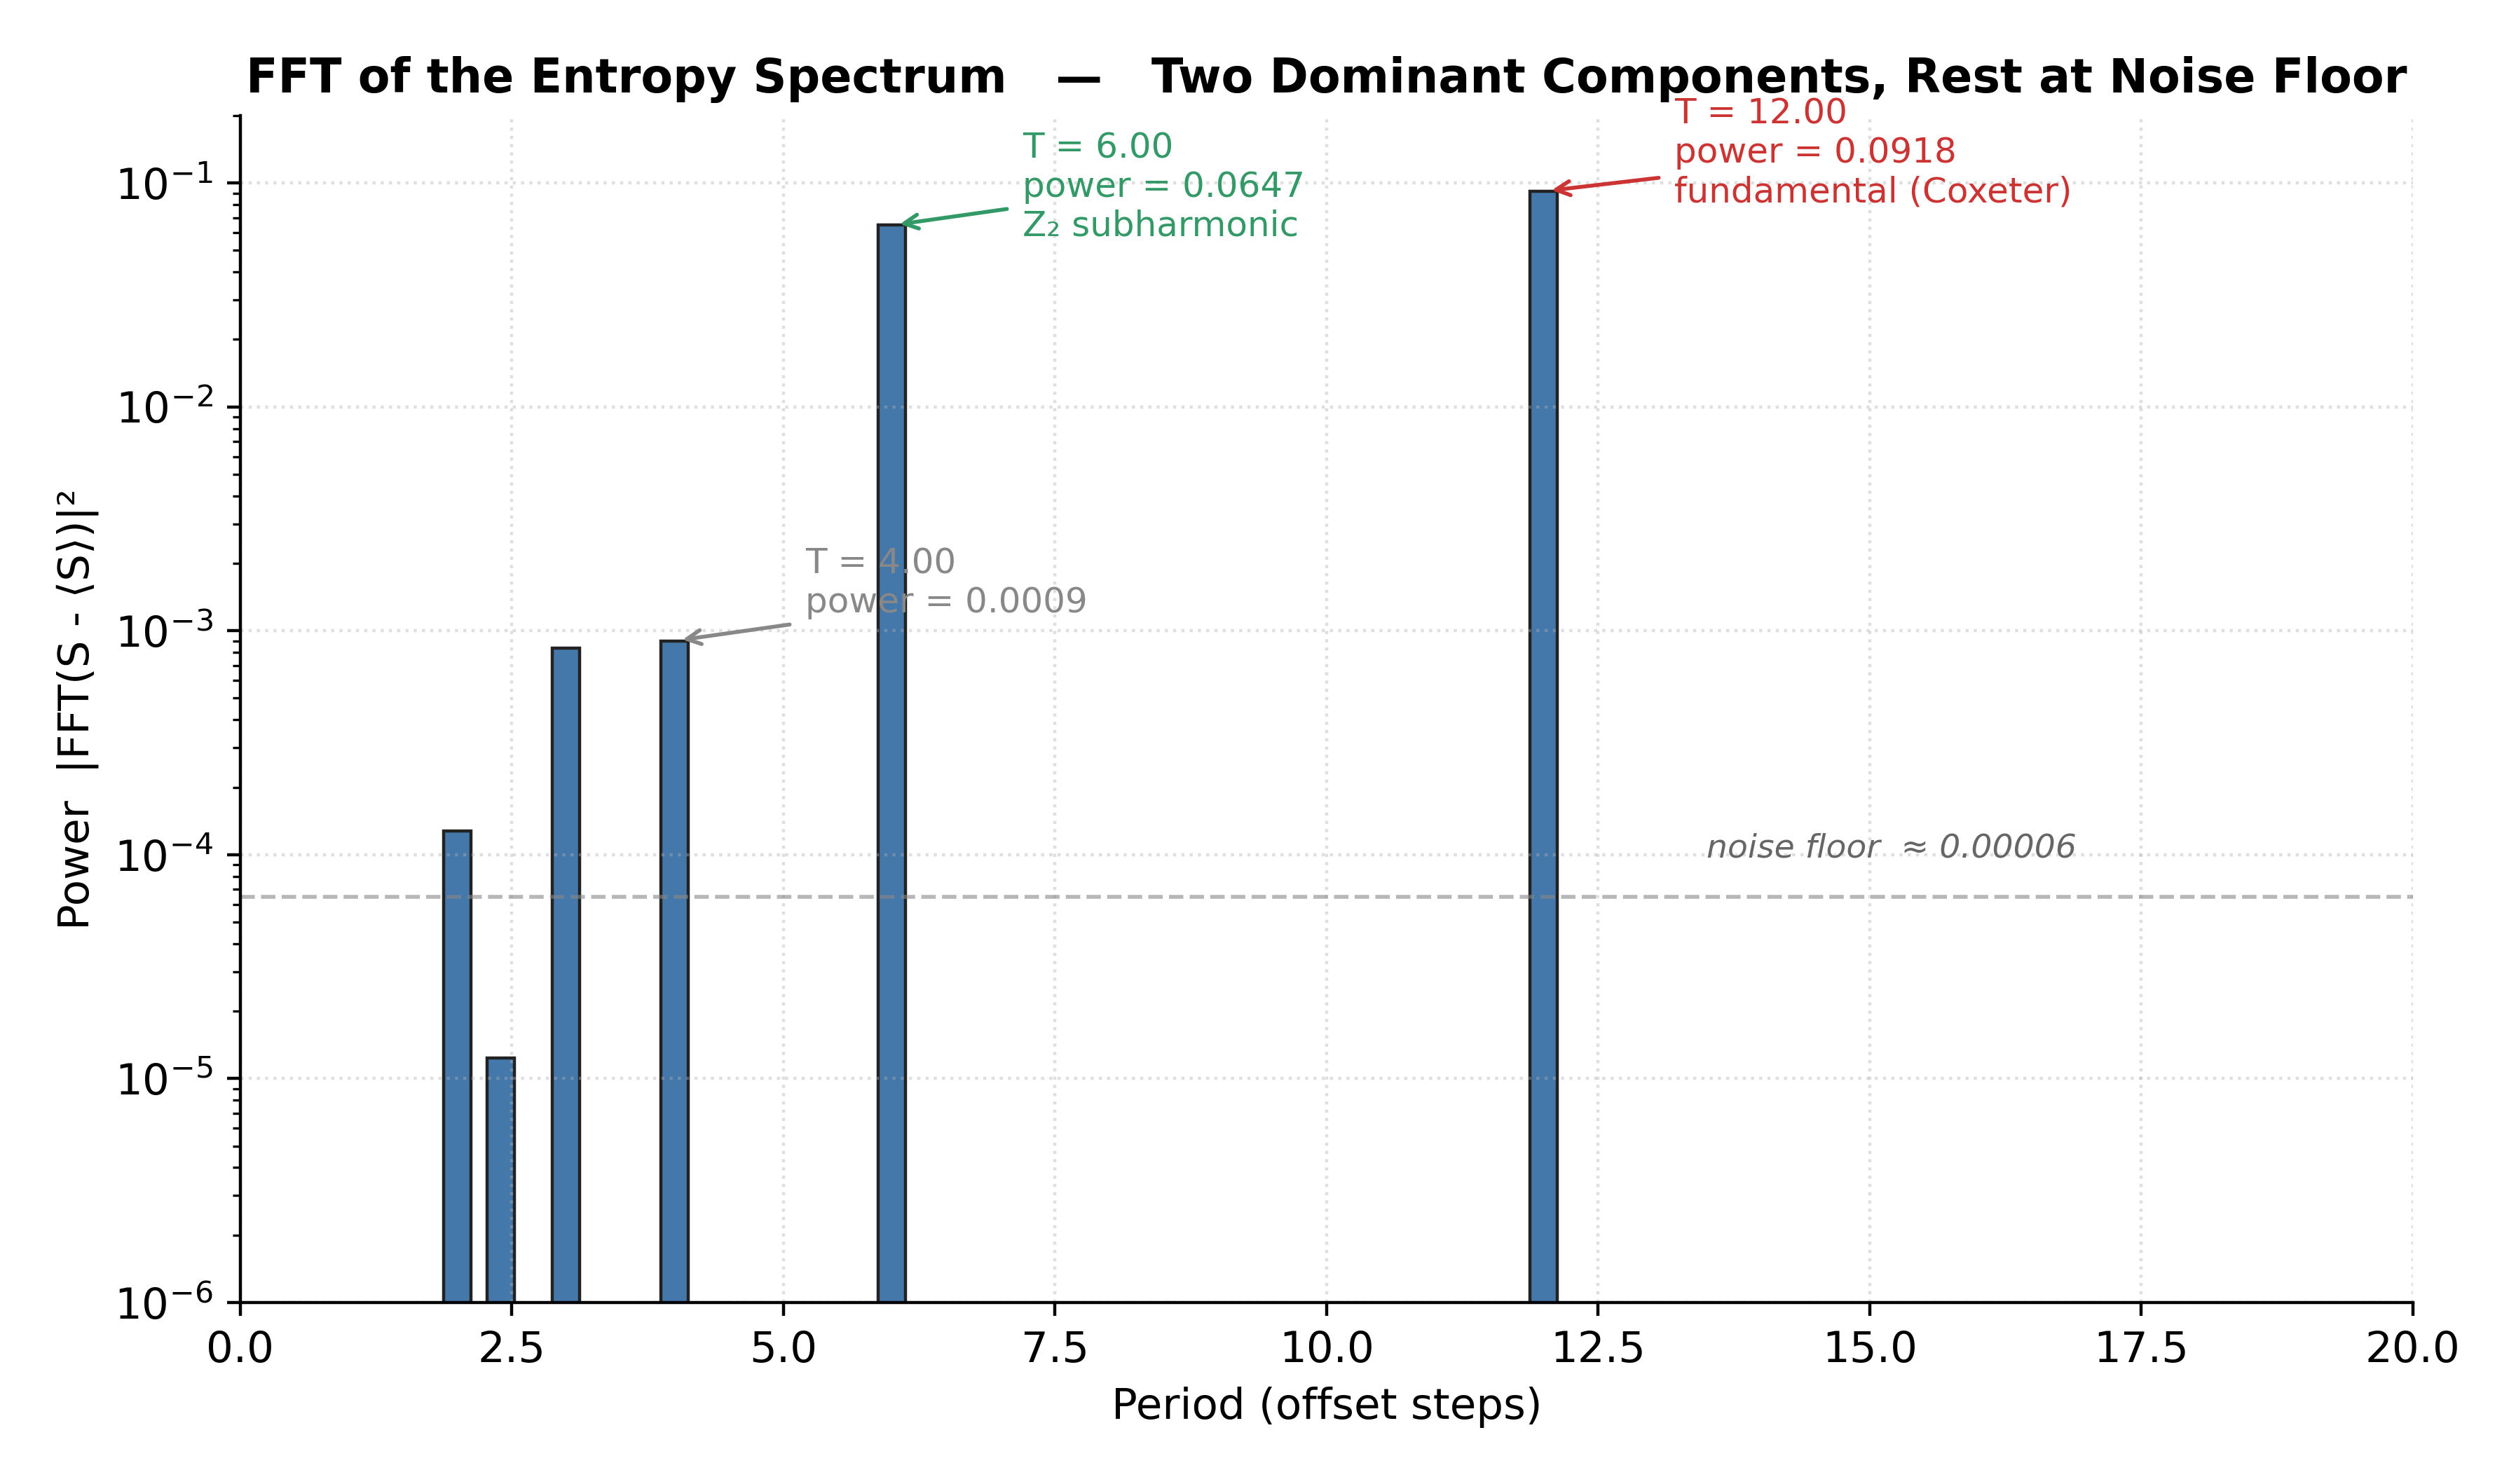 FFT of the Entropy Spectrum — Two Dominant Components, Rest at Noise Floor
T = 12.00
power = 0.0918
fundamental (Coxeter)
T = 6.00
power = 0.0647
Z₂ subharmonic
T = 4.00
power = 0.0009
noise floor ≈ 0.00006
Power |FFT(S - ⟨S⟩)|²
10⁻¹
10⁻²
10⁻³
10⁻⁴
10⁻⁵
10⁻⁶
0.0 2.5 5.0 7.5 10.0 12.5 15.0 17.5 20.0
Period (offset steps)